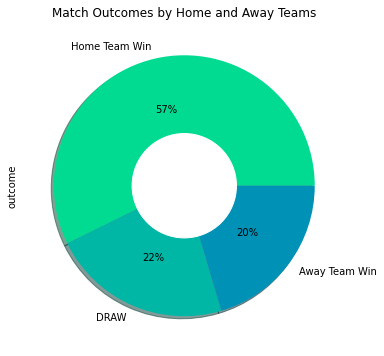 Match Outcomes by Home and Away Teams
Home Team Win
57%
outcome
20%
22%
Away Team Win
DRAW